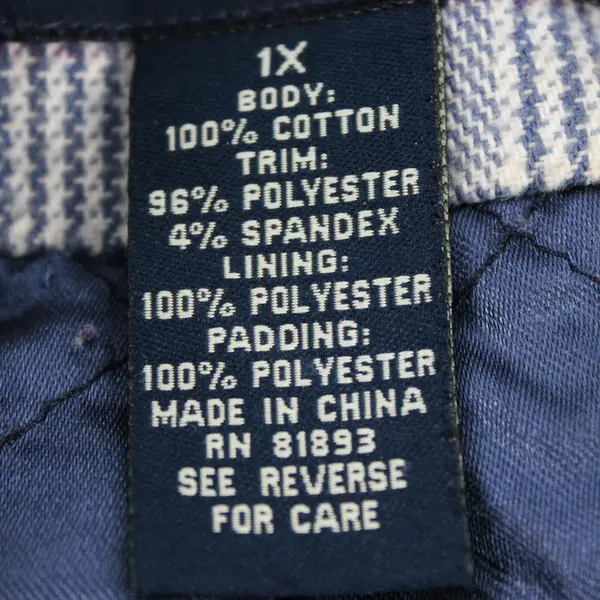 1X
BODY:
100% COTTON
TRIM:
96% POLYESTER
4% SPANDEX
LINING:
100% POLYESTER
PADDING:
100% POLYESTER
MADE IN CHINA
RN 81893
SEE REVERSE
FOR CARE